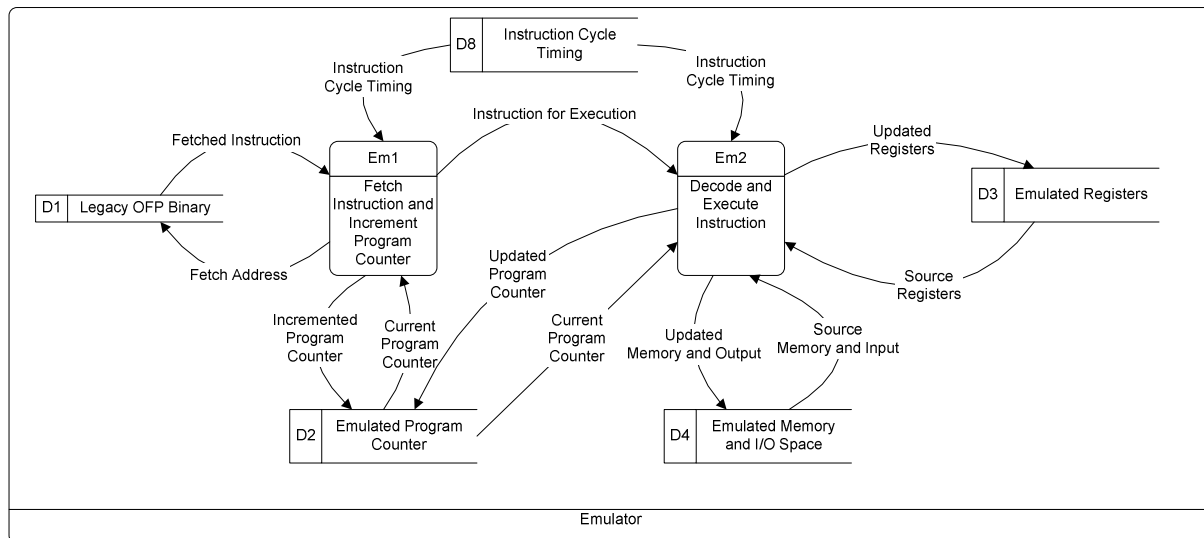 D8
Instruction Cycle
Timing
Instruction
Cycle Timing
Instruction
Cycle Timing
Fetched Instruction
Instruction for Execution
Updated
Registers
Em1
Fetch
Instruction and
Increment
Program
Counter
Em2
Decode and
Execute
Instruction
D1
Legacy OFP Binary
D3
Emulated Registers
Fetch Address
Updated
Program
Counter
Source
Registers
Incremented
Program
Counter
Current
Program
Counter
Current
Program
Counter
Updated
Memory and Output
Source
Memory and Input
D2
Emulated Program
Counter
D4
Emulated Memory
and I/O Space
Emulator